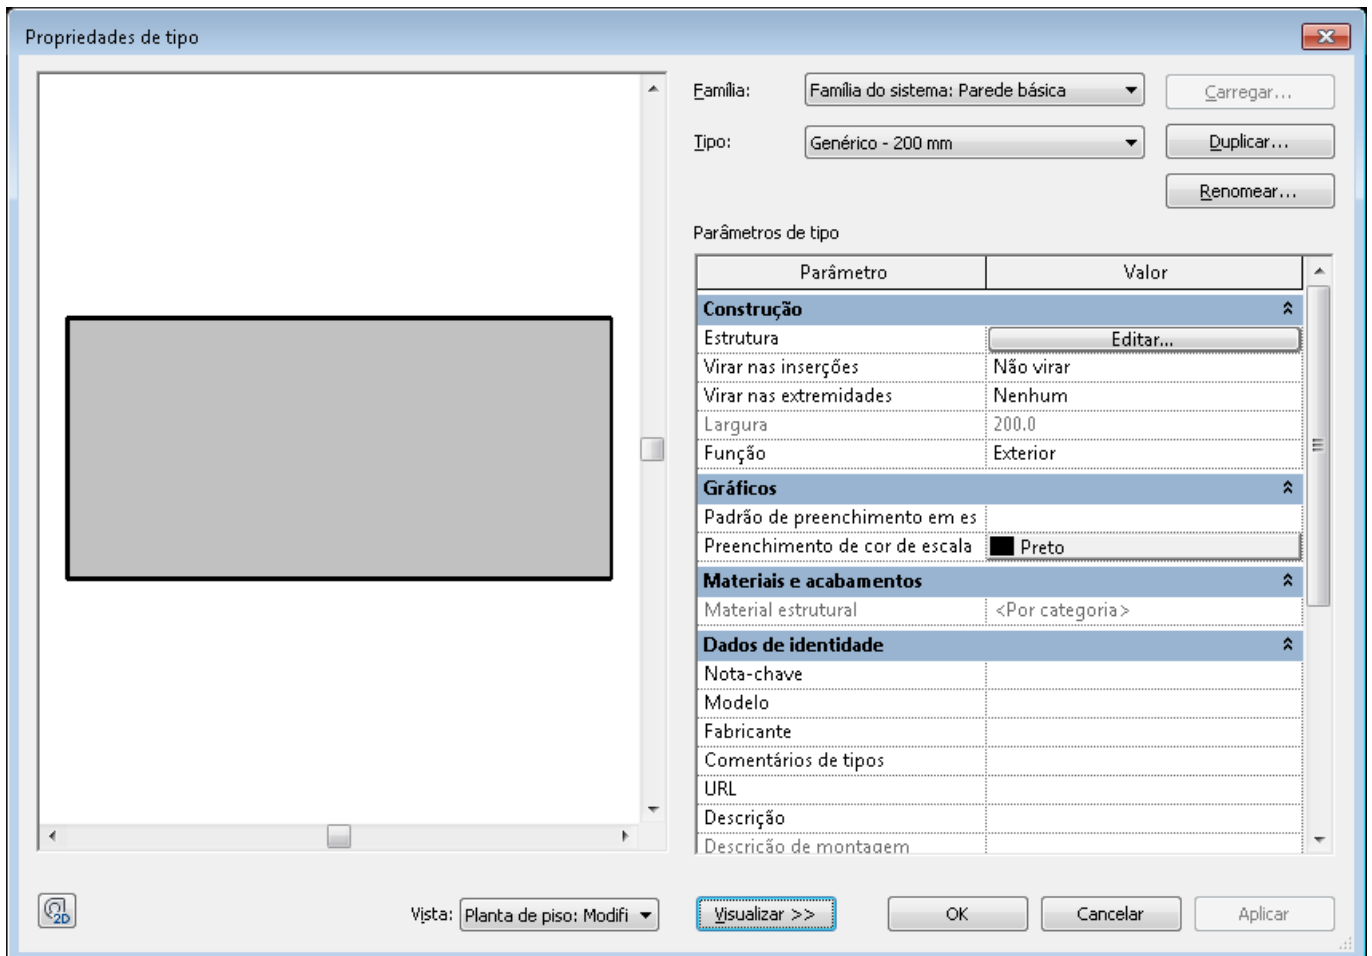 Propriedades de tipo
Família: Família do sistema: Parede básica Carregar...
Tipo: Genérico - 200 mm Duplicar...
Renomear...
Parâmetros de tipo
Parâmetro Valor
Construção
Estrutura Editar...
Virar nas inserções Não virar
Virar nas extremidades Nenhum
Largura 200.0
Função Exterior
Gráficos
Padrão de preenchimento em es
Preenchimento de cor de escala Preto
Materiais e acabamentos
Material estrutural <Por categoria>
Dados de identidade
Nota-chave
Modelo
Fabricante
Comentários de tipos
URL
Descrição
Descrição de montagem
2D Vista: Planta de piso: Modifi Visualizar >> OK Cancelar Aplicar